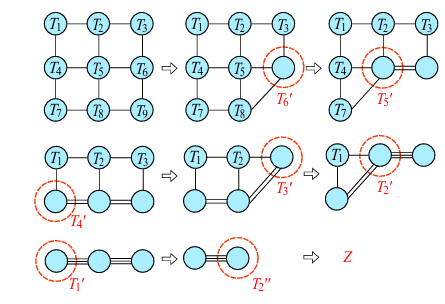 T₁ T₂ T₃ T₁ T₂ T₃ T₁ T₂ T₃
T₄ T₅ T₆ ⇨ T₄ T₅ ⇨ T₄
T₆′ T₅′
T₇ T₈ T₉ T₇ T₈ T₇
T₁ T₂ T₃ T₁ T₂ T₁
⇨ T₃′ ⇨ T₂′
T₄′
⇨ ⇨ Z
T₁′ T₂″